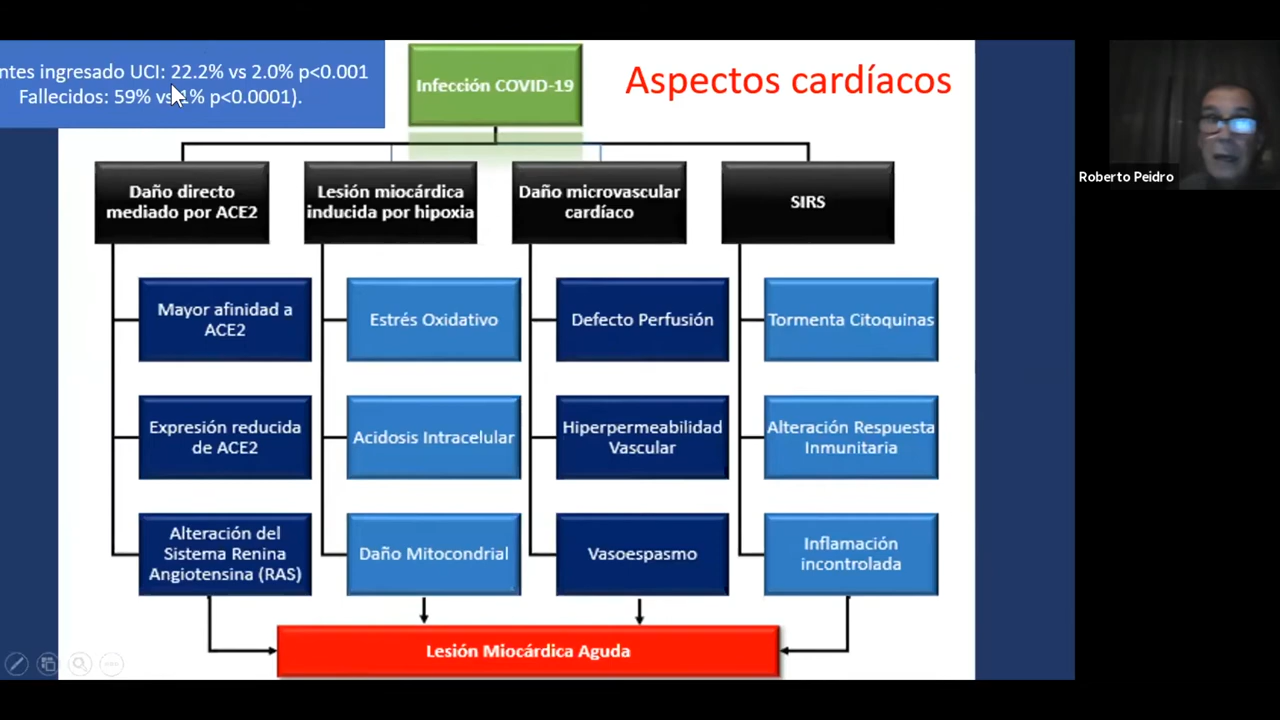 ntes ingresado UCI: 22.2% vs 2.0% p<0.001
Fallecidos: 59% vs 1% p<0.0001).
Infección COVID-19
Aspectos cardíacos
Roberto Peidro
Daño directo
mediado por ACE2
Lesión miocárdica
inducida por hipoxia
Daño microvascular
cardíaco
SIRS
Mayor afinidad a
ACE2
Estrés Oxidativo
Defecto Perfusión
Tormenta Citoquinas
Expresión reducida
de ACE2
Acidosis Intracelular
Hiperpermeabilidad
Vascular
Alteración Respuesta
Inmunitaria
Alteración del
Sistema Renina
Angiotensina (RAS)
Daño Mitocondrial
Vasoespasmo
Inflamación
incontrolada
Lesión Miocárdica Aguda